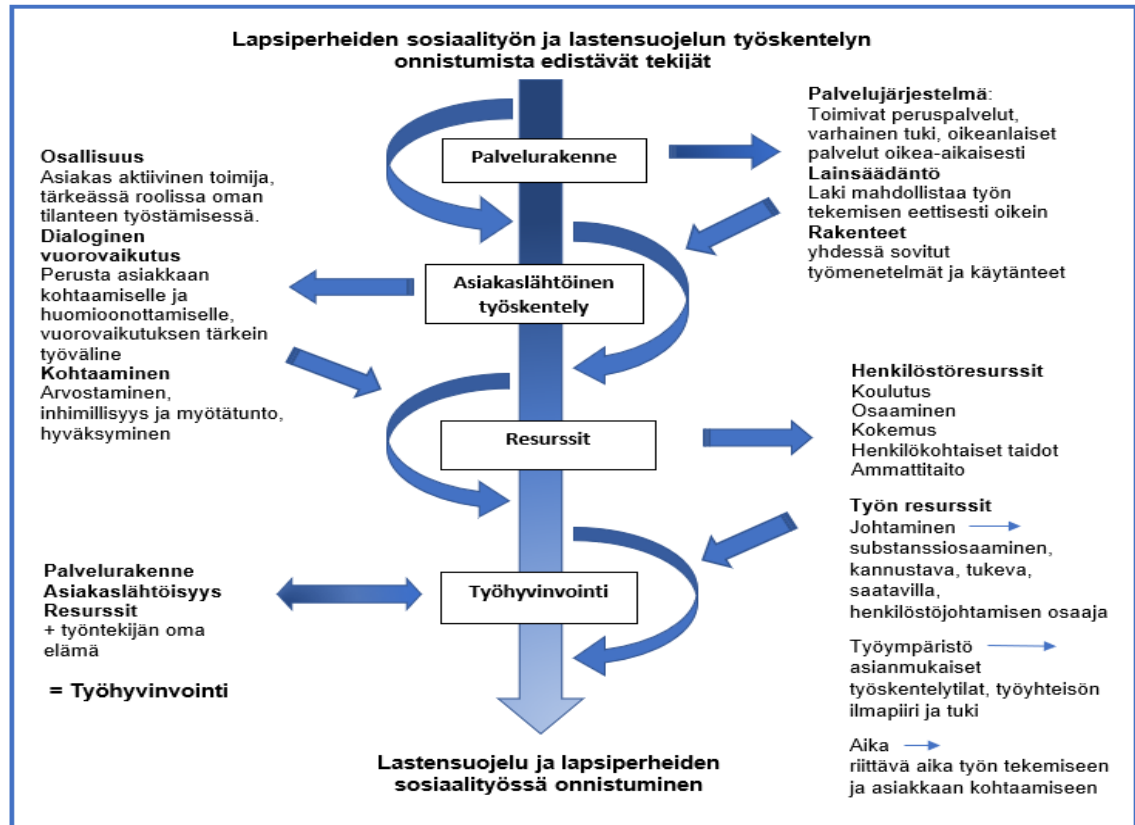 Lapsiperheiden sosiaalityön ja lastensuojelun työskentelyn
onnistumista edistävät tekijät
Palvelurakenne
Palvelujärjestelmä:
Toimivat peruspalvelut,
varhainen tuki, oikeanlaiset
palvelut oikea-aikaisesti
Lainsäädäntö
Laki mahdollistaa työn
tekemisen eettisesti oikein
Rakenteet
yhdessä sovitut
työmenetelmät ja käytänteet
Osallisuus
Asiakas aktiivinen toimija,
tärkeässä roolissa oman
tilanteen työstämisessä.
Dialoginen
vuorovaikutus
Perusta asiakkaan
kohtaamiselle ja
huomioonottamiselle,
vuorovaikutuksen tärkein
työväline
Kohtaaminen
Arvostaminen,
inhimillisyys ja myötätunto,
hyväksyminen
Asiakaslähtöinen
työskentely
Resurssit
Henkilöstöresurssit
Koulutus
Osaaminen
Kokemus
Henkilökohtaiset taidot
Ammattitaito
Työn resurssit
Johtaminen
substanssiosaaminen,
kannustava, tukeva,
saatavilla,
henkilöstöjohtamisen osaaja
Työympäristö
asianmukaiset
työskentelytilat, työyhteisön
ilmapiiri ja tuki
Aika
riittävä aika työn tekemiseen
ja asiakkaan kohtaamiseen
Työhyvinvointi
Palvelurakenne
Asiakaslähtöisyys
Resurssit
+ työntekijän oma
elämä
= Työhyvinvointi
Lastensuojelu ja lapsiperheiden
sosiaalityössä onnistuminen